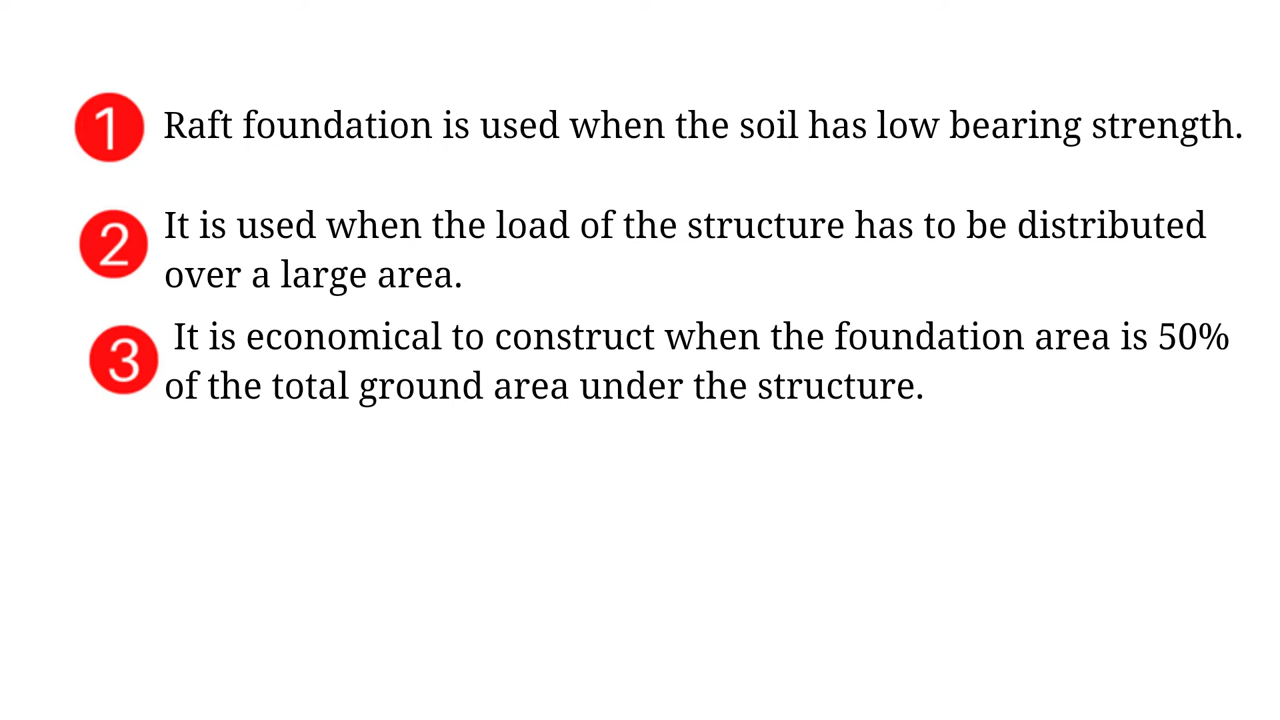 1 Raft foundation is used when the soil has low bearing strength.
2 It is used when the load of the structure has to be distributed
over a large area.
3 It is economical to construct when the foundation area is 50%
of the total ground area under the structure.